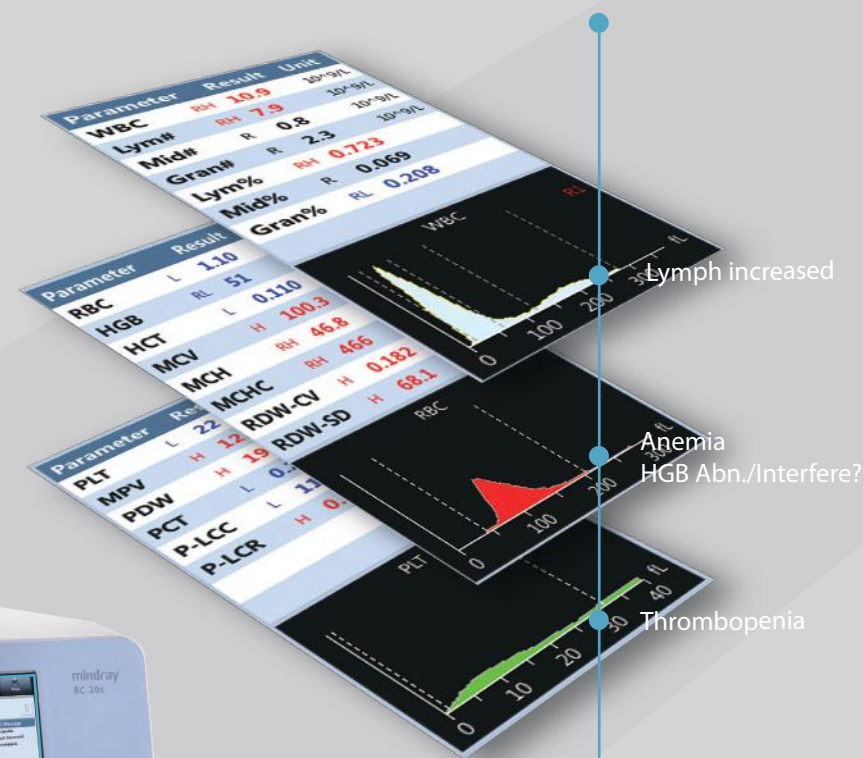 Parameter Result Unit
WBC RH 10.9 10^9/L
Lym# RH 7.9 10^9/L
Mid# R 0.8 10^9/L
Gran# R 2.3 10^9/L
Lym% RH 0.723
Mid% R 0.069
Gran% RL 0.208
WBC
R1
0 100 200 300 fL
Lymph increased
Parameter Result
RBC L 1.10
HGB RL 51
HCT L 0.110
MCV H 100.3
MCH RH 46.8
MCHC RH 466
RDW-CV H 0.182
RDW-SD H 68.1
RBC
0 100 200 300 fL
Anemia
HGB Abn./Interfere?
Parameter
PLT L 22
MPV H
PDW H
PCT L
P-LCC L
P-LCR H
PLT
0 10 20 30 40 fL
Thrombopenia
mindray
BC-20s